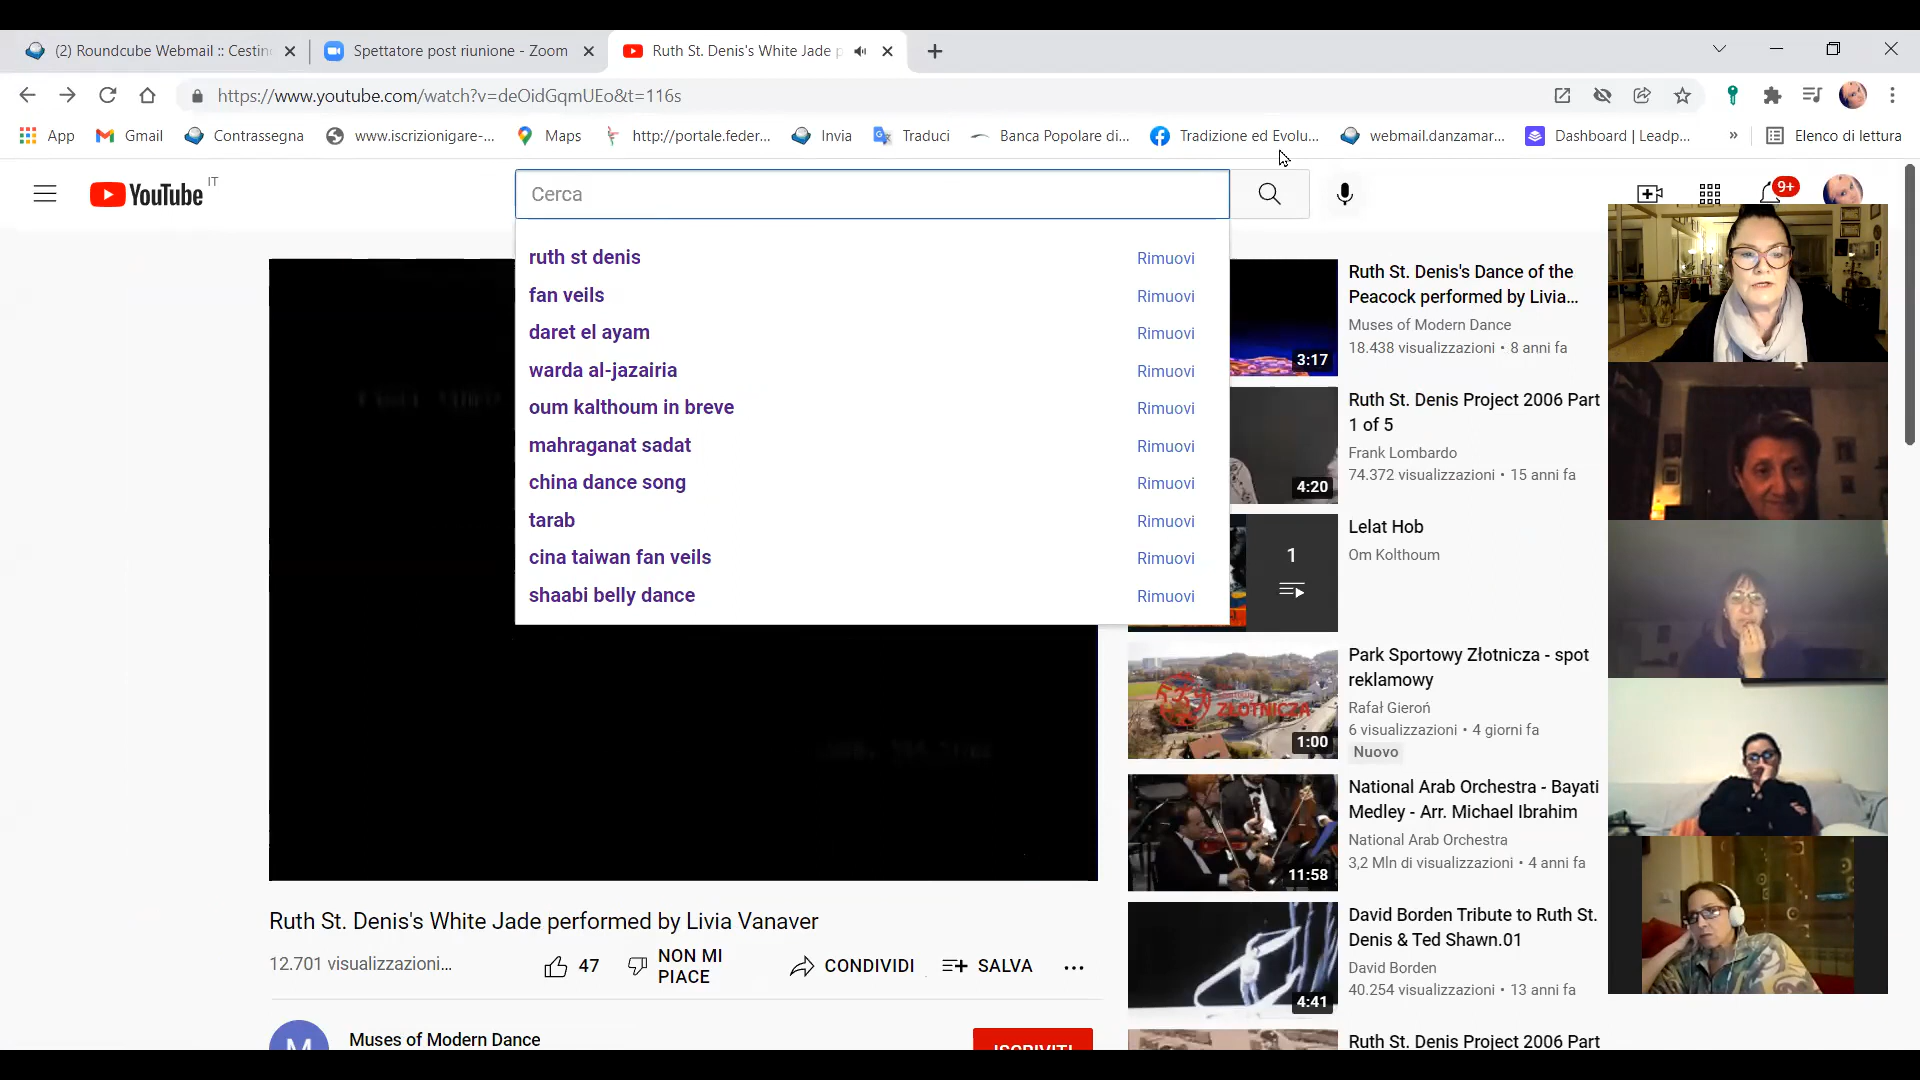 (2) Roundcube Webmail :: Cestin
Spettatore post riunione - Zoom
Ruth St. Denis's White Jade p
https://www.youtube.com/watch?v=deOidGqmUEo&t=116s
App
Gmail
Contrassegna
www.iscrizionigare-...
Maps
http://portale.feder...
Invia
Traduci
Banca Popolare di...
Tradizione ed Evolu...
webmail.danzamar...
Dashboard | Leadp...
»
Elenco di lettura
YouTube IT
Cerca
9+
ruth st denis Rimuovi
fan veils Rimuovi
daret el ayam Rimuovi
warda al-jazairia Rimuovi
oum kalthoum in breve Rimuovi
mahraganat sadat Rimuovi
china dance song Rimuovi
tarab Rimuovi
cina taiwan fan veils Rimuovi
shaabi belly dance Rimuovi
Ruth St. Denis's White Jade performed by Livia Vanaver
12.701 visualizzazioni...
47
NON MI
PIACE
CONDIVIDI
SALVA
M
Muses of Modern Dance
ISCRIVITI
3:17
Ruth St. Denis's Dance of the
Peacock performed by Livia...
Muses of Modern Dance
18.438 visualizzazioni • 8 anni fa
4:20
Ruth St. Denis Project 2006 Part
1 of 5
Frank Lombardo
74.372 visualizzazioni • 15 anni fa
1
Lelat Hob
Om Kolthoum
ZŁOTNICZA
1:00
Park Sportowy Złotnicza - spot
reklamowy
Rafał Gieroń
6 visualizzazioni • 4 giorni fa
Nuovo
11:58
National Arab Orchestra - Bayati
Medley - Arr. Michael Ibrahim
National Arab Orchestra
3,2 Mln di visualizzazioni • 4 anni fa
4:41
David Borden Tribute to Ruth St.
Denis & Ted Shawn.01
David Borden
40.254 visualizzazioni • 13 anni fa
Ruth St. Denis Project 2006 Part